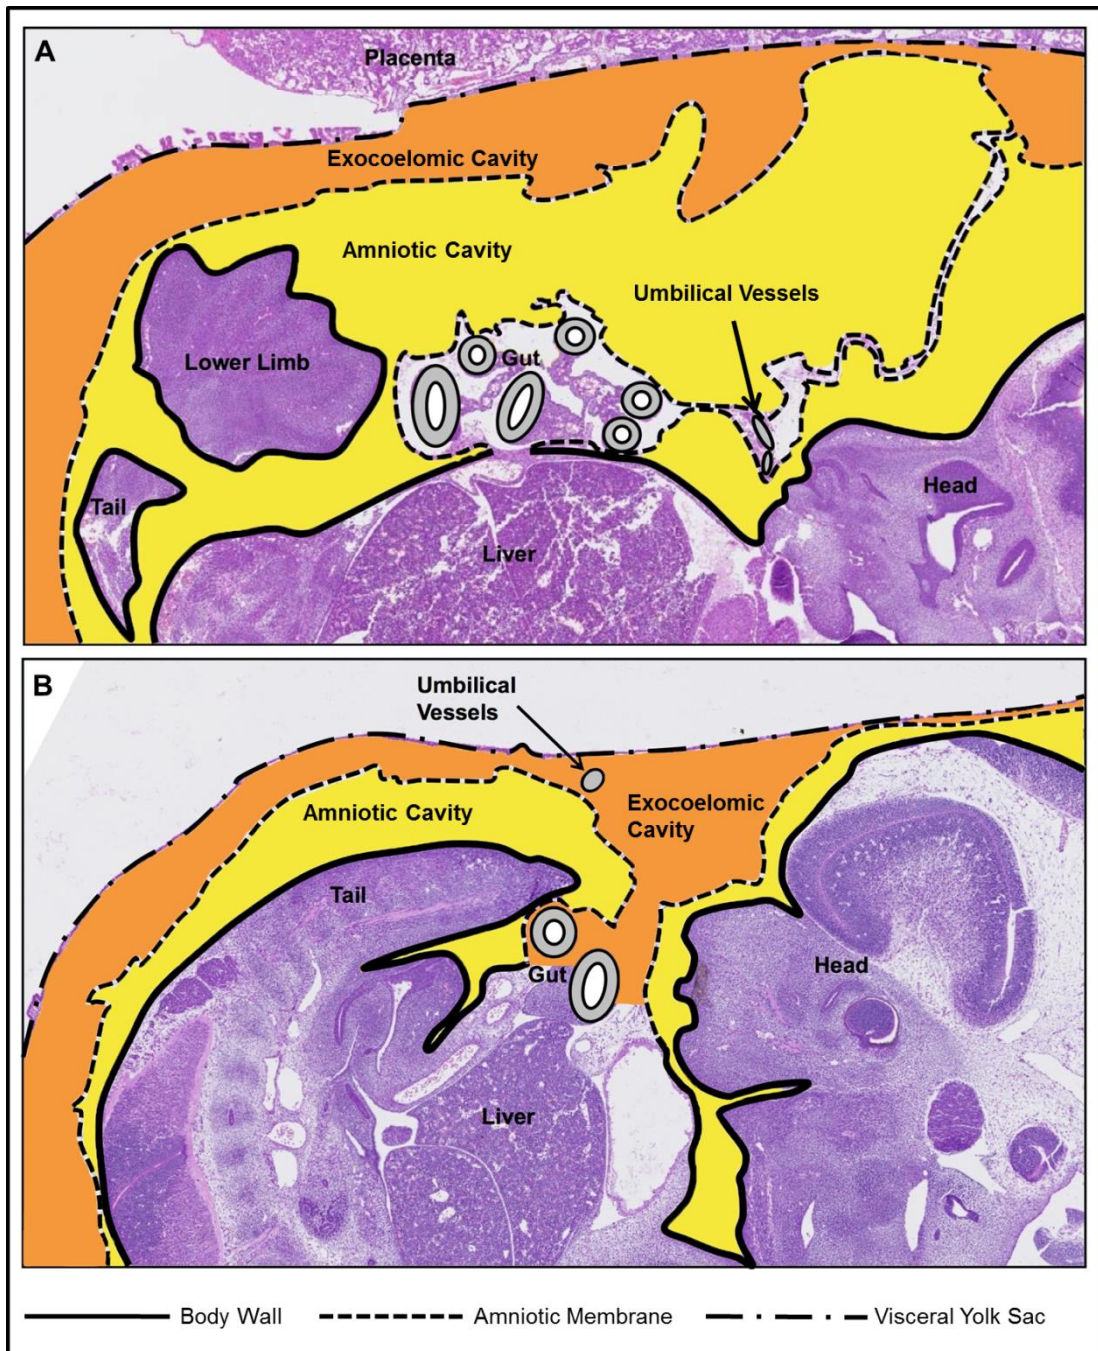 A
Placenta
Exocoelomic Cavity
Amniotic Cavity
Umbilical Vessels
Gut
Lower Limb
Tail
Head
Liver
B
Umbilical
Vessels
Amniotic Cavity
Exocoelomic
Cavity
Tail
Gut
Head
Liver
Body Wall
Amniotic Membrane
Visceral Yolk Sac